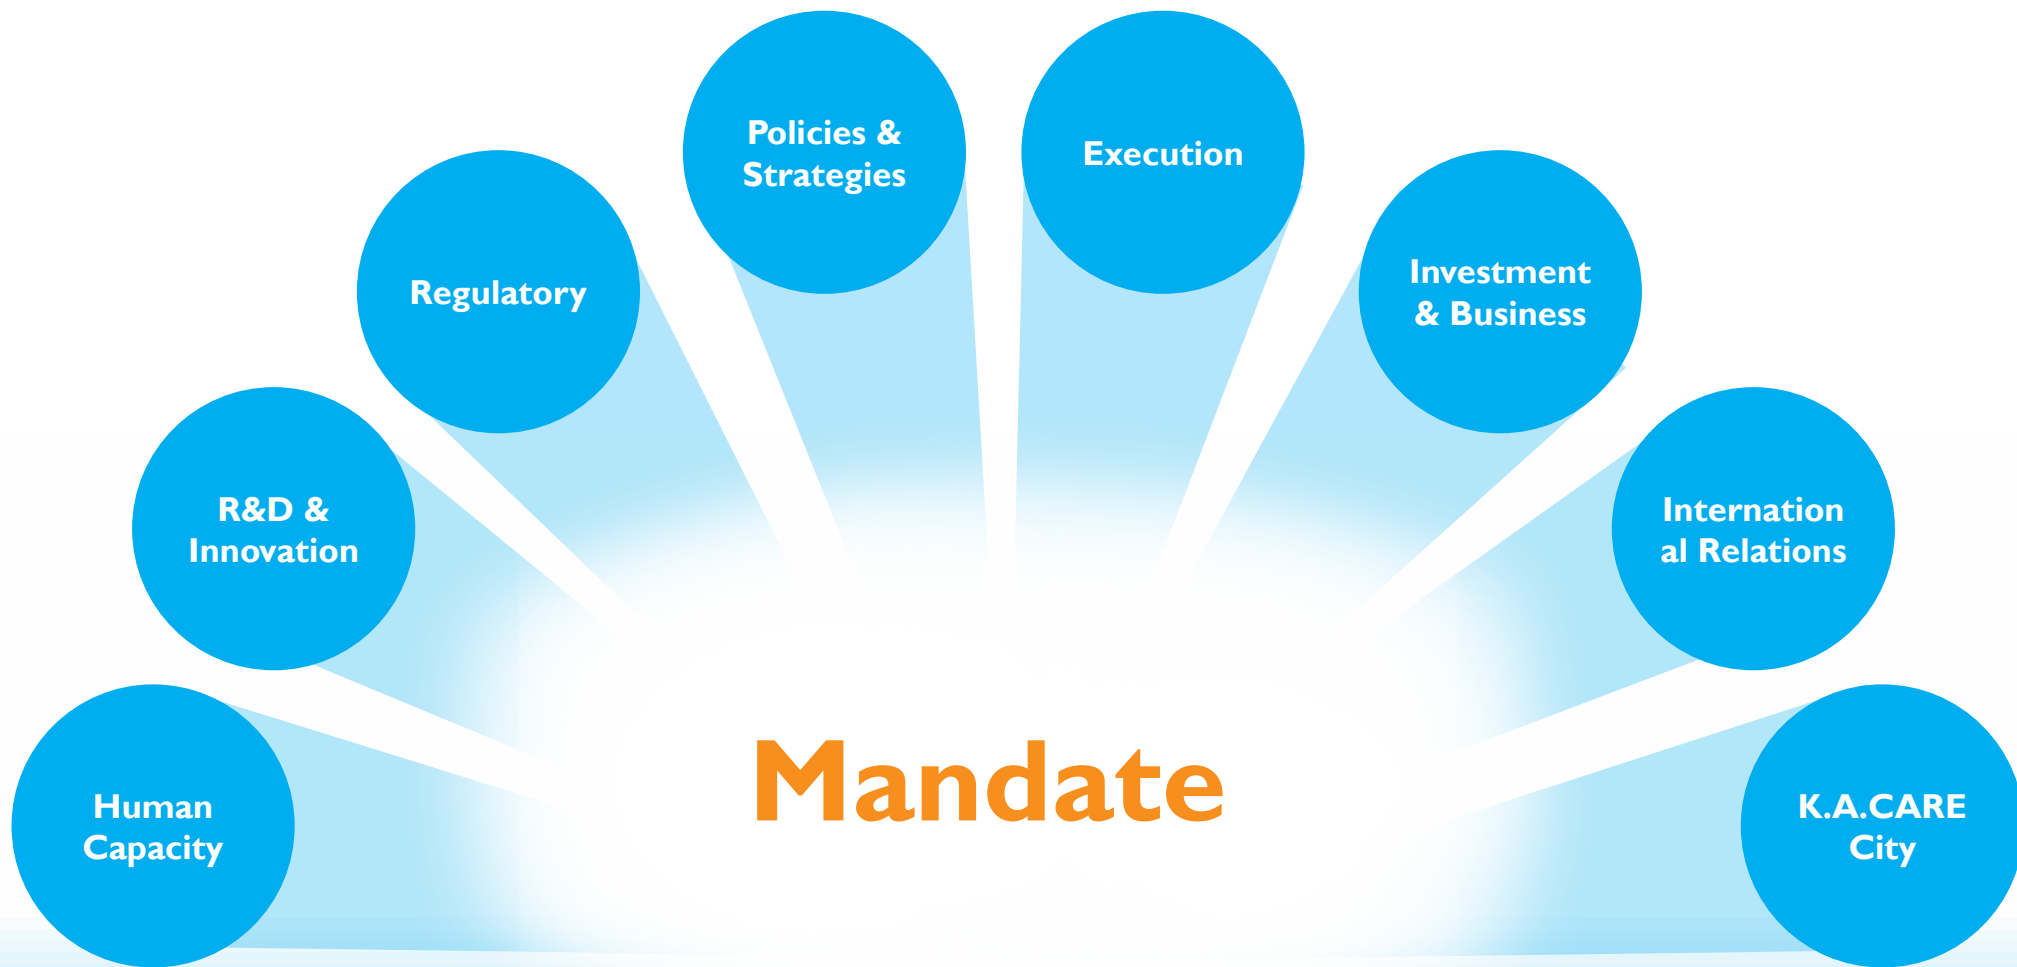 Policies &
Strategies
Execution
Regulatory
Investment
& Business
R&D &
Innovation
Internation
al Relations
Human
Capacity
Mandate
K.A.CARE
City